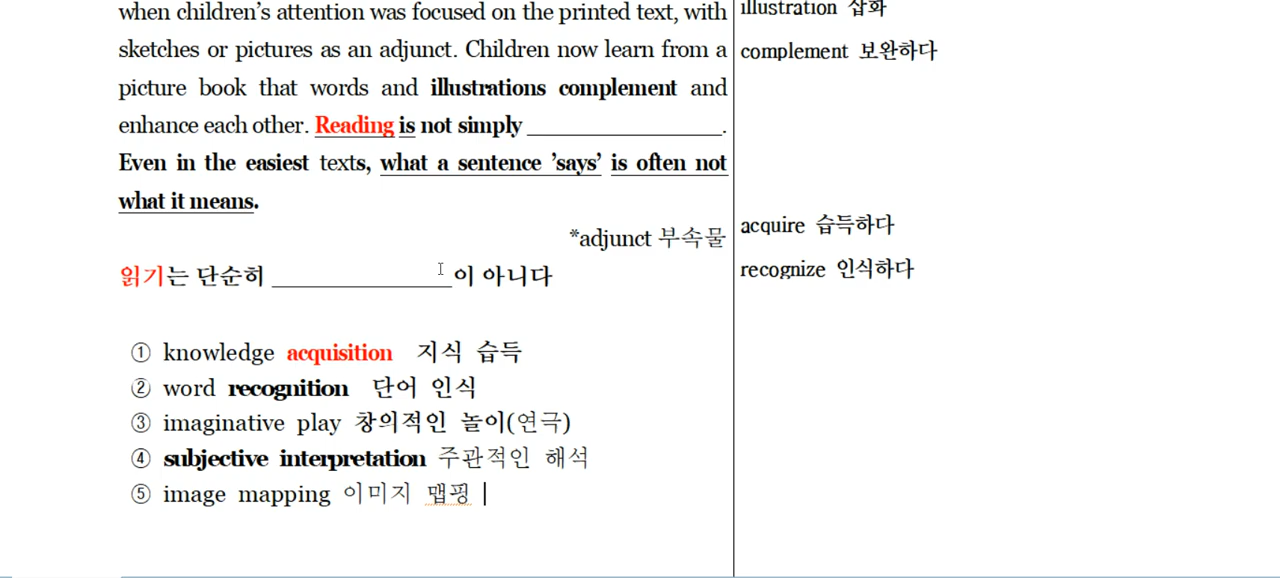 when children's attention was focused on the printed text, with
sketches or pictures as an adjunct. Children now learn from a
picture book that words and illustrations complement and
enhance each other. Reading is not simply ____________________.
Even in the easiest texts, what a sentence 'says' is often not
what it means.
*adjunct 부속물
읽기는 단순히 __________________이 아니다
① knowledge acquisition 지식 습득
② word recognition 단어 인식
③ imaginative play 창의적인 놀이(연극)
④ subjective interpretation 주관적인 해석
⑤ image mapping 이미지 맵핑
illustration 삽화
complement 보완하다
acquire 습득하다
recognize 인식하다